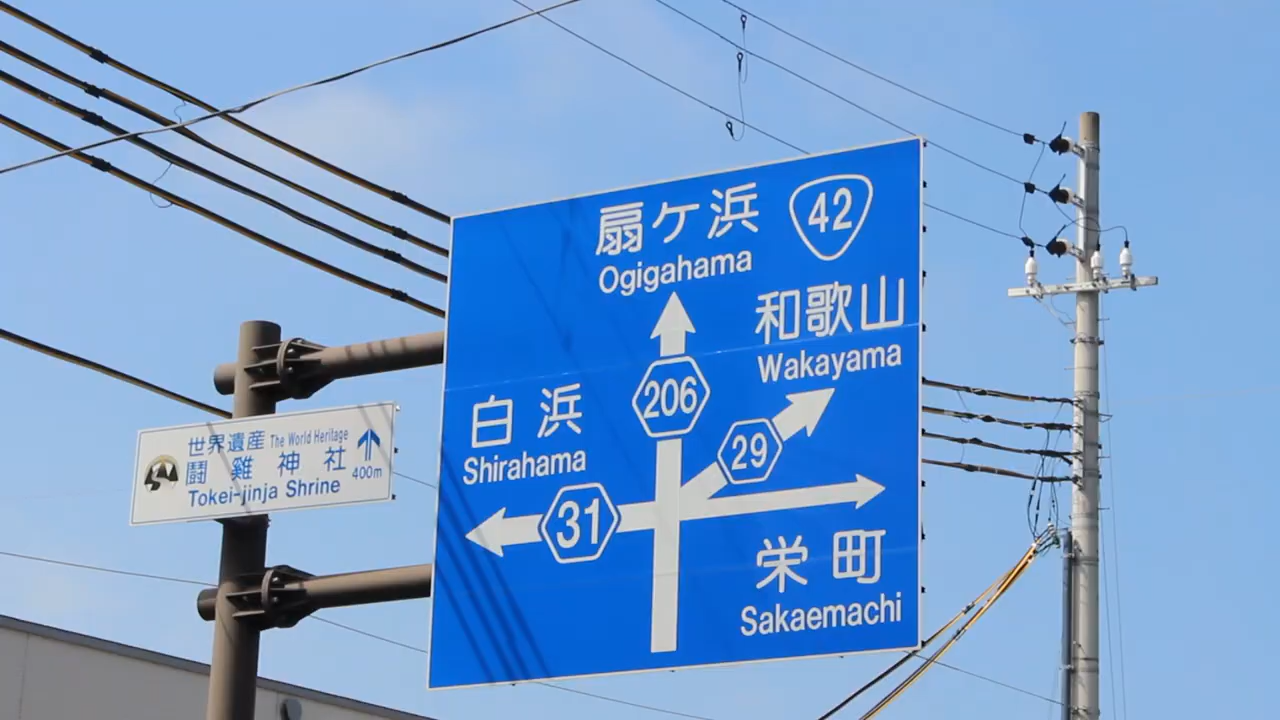 扇ケ浜
Ogigahama
42
和歌山
Wakayama
206
白浜
Shirahama
29
31
栄町
Sakaemachi
世界遺産 The World Heritage
鬪雞神社
400m
Tokei-jinja Shrine